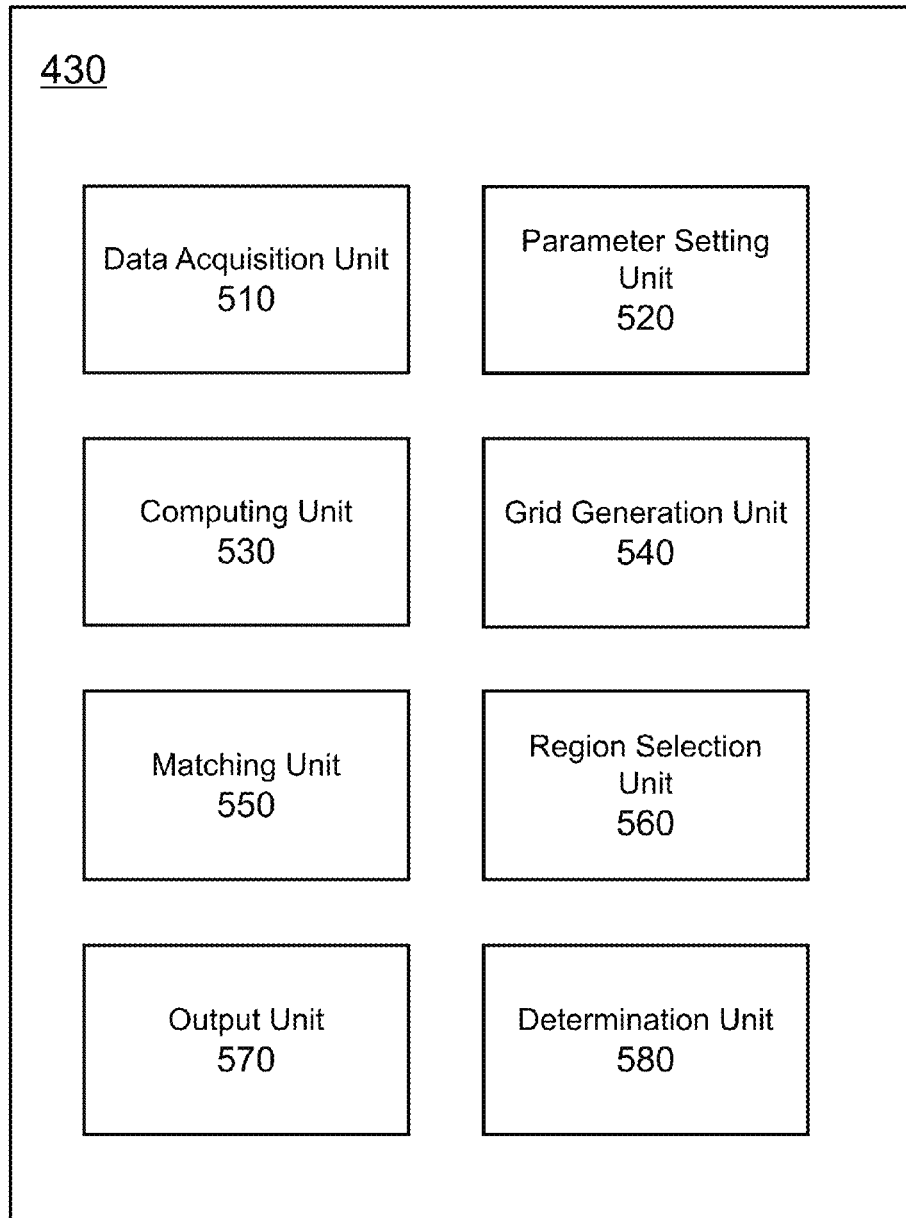 430
Data Acquisition Unit
510
Parameter Setting
Unit
520
Computing Unit
530
Grid Generation Unit
540
Matching Unit
550
Region Selection
Unit
560
Output Unit
570
Determination Unit
580